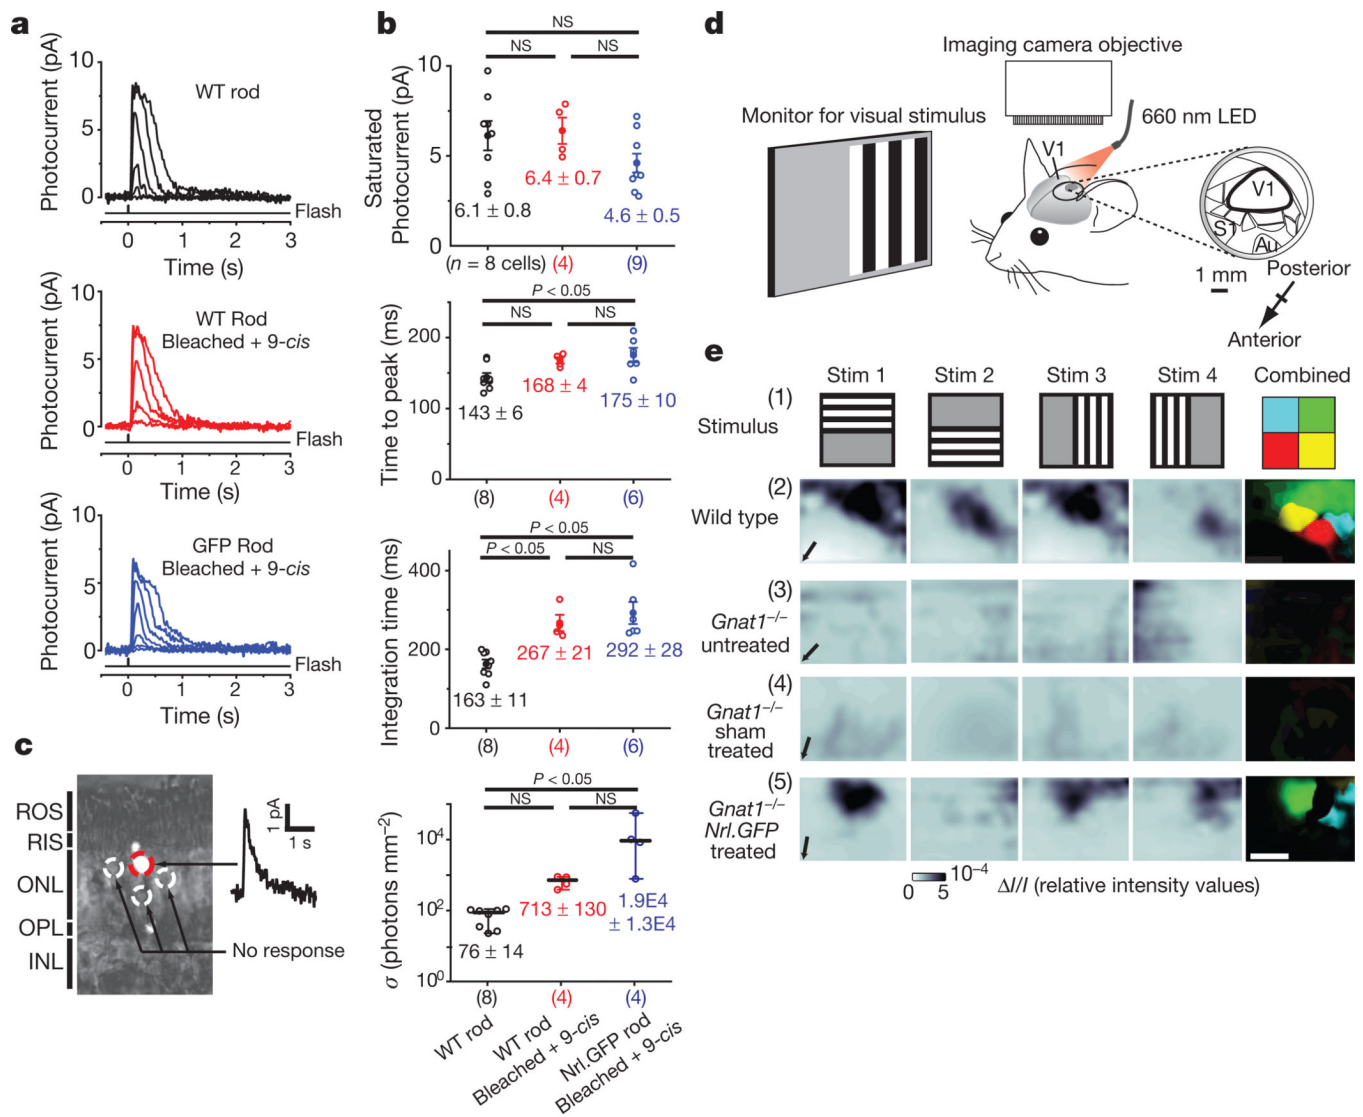 a
Photocurrent (pA)
10
5
0
WT rod
Flash
0 1 2 3
Time (s)
Photocurrent (pA)
10
5
0
WT Rod
Bleached + 9-cis
Flash
0 1 2 3
Time (s)
Photocurrent (pA)
10
5
0
GFP Rod
Bleached + 9-cis
Flash
0 1 2 3
Time (s)
b
NS
NS NS
Saturated
Photocurrent (pA)
10
5
0
6.1 ± 0.8
6.4 ± 0.7
4.6 ± 0.5
(n = 8 cells) (4) (9)
P < 0.05
NS NS
Time to peak (ms)
200
100
0
143 ± 6
168 ± 4
175 ± 10
(8) (4) (6)
P < 0.05
P < 0.05 NS
Integration time (ms)
400
200
0
163 ± 11
267 ± 21
292 ± 28
(8) (4) (6)
P < 0.05
NS NS
σ (photons mm⁻²)
10⁴
10³
10²
10¹
10⁰
76 ± 14
713 ± 130
1.9E4
± 1.3E4
(8) (4) (4)
WT rod
WT rod
Bleached + 9-cis
Nrl.GFP rod
Bleached + 9-cis
c
ROS
RIS
ONL
OPL
INL
1 pA
1 s
No response
d
Imaging camera objective
Monitor for visual stimulus
660 nm LED
V1
V1
S1
Au
1 mm
Posterior
Anterior
e
Stim 1 Stim 2 Stim 3 Stim 4 Combined
(1)
Stimulus
(2)
Wild type
(3)
Gnat1⁻/⁻
untreated
(4)
Gnat1⁻/⁻
sham
treated
(5)
Gnat1⁻/⁻
Nrl.GFP
treated
0 5 10⁻⁴
ΔI/I (relative intensity values)